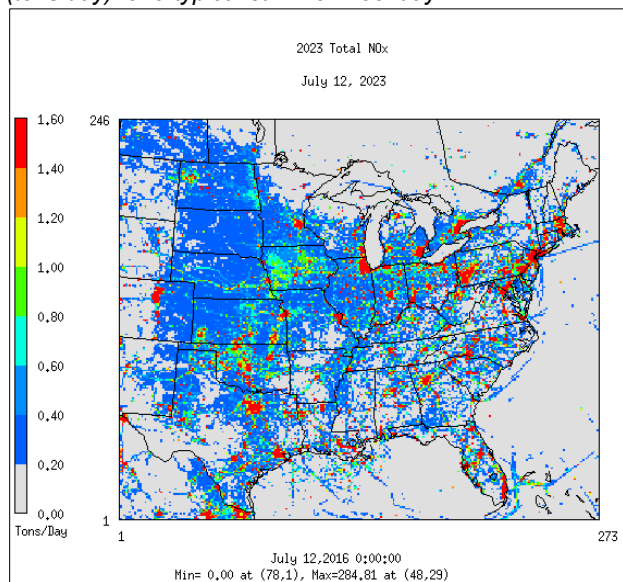 2023 Total NOx
July 12, 2023
246
1.60
1.40
1.20
1.00
0.80
0.60
0.40
0.20
0.00
Tons/Day
1
1
273
July 12,2016 0:00:00
Min= 0.00 at (78,1), Max=284.81 at (48,29)